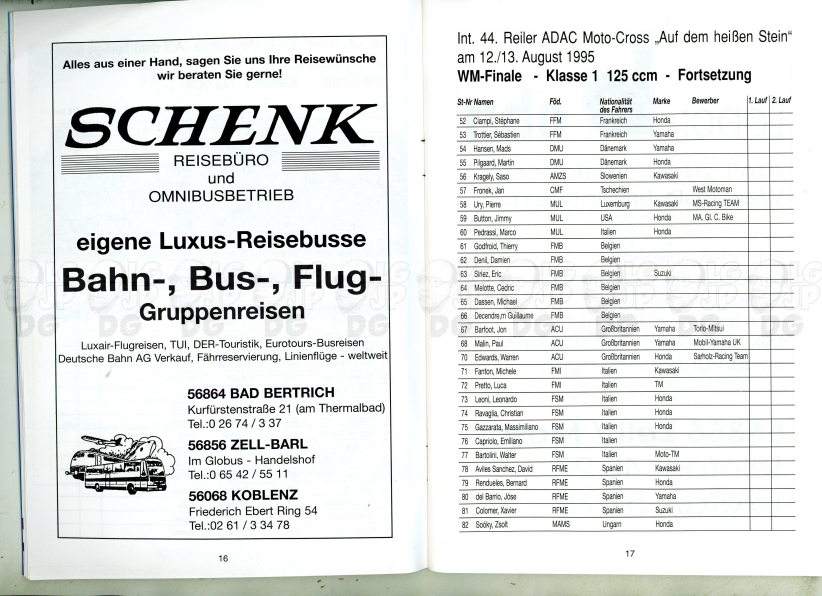 Alles aus einer Hand, sagen Sie uns Ihre Reisewünsche
wir beraten Sie gerne!
SCHENK
REISEBÜRO
und
OMNIBUSBETRIEB
eigene Luxus-Reisebusse
Bahn-, Bus-, Flug-
Gruppenreisen
Luxair-Flugreisen, TUI, DER-Touristik, Eurotours-Busreisen
Deutsche Bahn AG Verkauf, Fährreservierung, Linienflüge - weltweit
56864 BAD BERTRICH
Kurfürstenstraße 21 (am Thermalbad)
Tel.:0 26 74 / 3 37
56856 ZELL-BARL
Im Globus - Handelshof
Tel.:0 65 42 / 55 11
56068 KOBLENZ
Friederich Ebert Ring 54
Tel.:02 61 / 3 34 78
16
Int. 44. Reiler ADAC Moto-Cross „Auf dem heißen Stein"
am 12./13. August 1995
WM-Finale - Klasse 1 125 ccm - Fortsetzung
St-Nr Namen Föd. Nationalität des Fahrers Marke Bewerber 1. Lauf 2. Lauf
52 Ciampi, Stéphane FFM Frankreich Honda
53 Trottier, Sébastien FFM Frankreich Yamaha
54 Hansen, Mads DMU Dänemark Yamaha
55 Pilgaard, Martin DMU Dänemark Honda
56 Kragely, Saso AMZS Slowenien Kawasaki
57 Fronek, Jan CMF Tschechien West Motoman
58 Ury, Pierre MUL Luxemburg Kawasaki MS-Racing TEAM
59 Button, Jimmy MUL USA Honda MA. Gl. C. Bike
60 Pedrassi, Marco MUL Italien Honda
61 Godfroid, Thierry FMB Belgien
62 Denil, Damien FMB Belgien
63 Siriez, Eric FMB Belgien Suzuki
64 Melotte, Cedric FMB Belgien
65 Dassen, Michael FMB Belgien
66 Decendre,m Guillaume FMB Belgien
67 Barfoot, Jon ACU Großbritannien Yamaha Torlo-Mitsui
68 Malin, Paul ACU Großbritannien Yamaha Mobil-Yamaha UK
70 Edwards, Warren ACU Großbritannien Honda Sarholz-Racing Team
71 Fanton, Michele FMI Italien Kawasaki
72 Pretto, Luca FMI Italien TM
73 Leoni, Leonardo FSM Italien Honda
74 Ravaglia, Christian FSM Italien Honda
75 Gazzarata, Massimiliano FSM Italien Honda
76 Capriolo, Emiliano FSM Italien
77 Bartolini, Walter FSM Italien Moto-TM
78 Aviles Sanchez, David RFME Spanien Kawasaki
79 Rendueles, Bernard RFME Spanien Honda
80 del Barrio, Jóse RFME Spanien Yamaha
81 Colomer, Xavier RFME Spanien Suzuki
82 Soóky, Zsolt MAMS Ungarn Honda
17